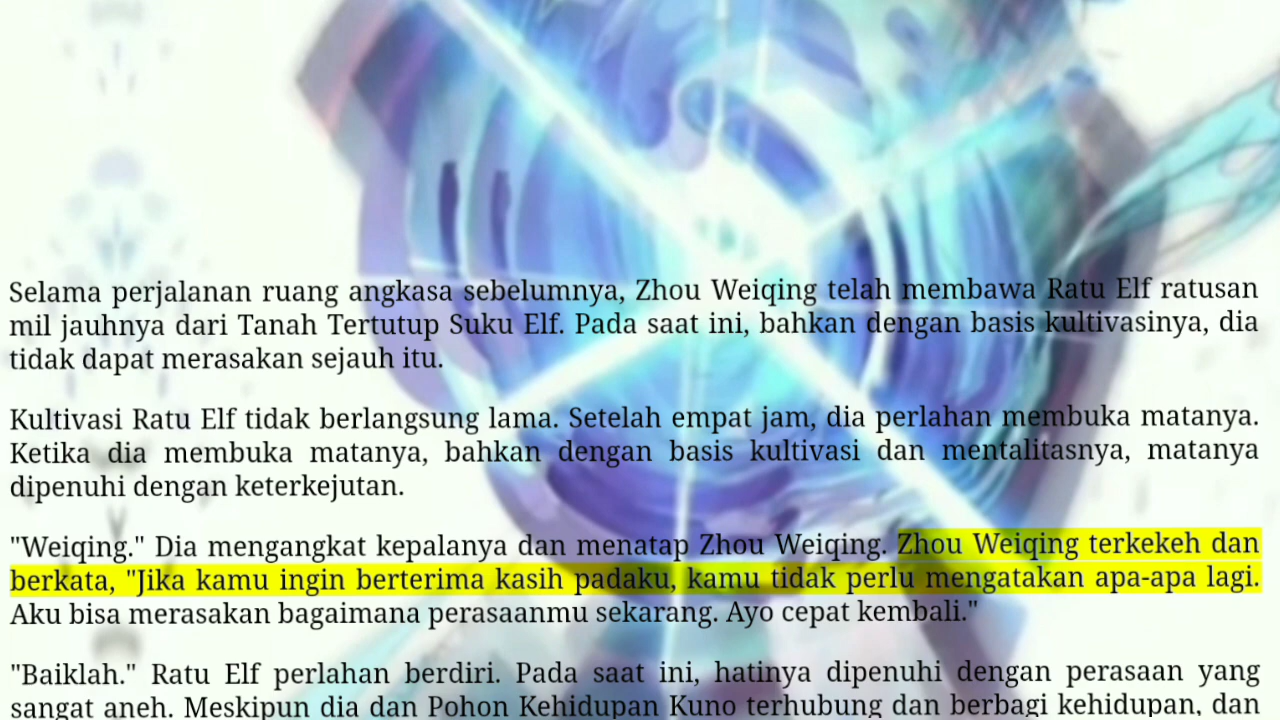 Selama perjalanan ruang angkasa sebelumnya, Zhou Weiqing telah membawa Ratu Elf ratusan
mil jauhnya dari Tanah Tertutup Suku Elf. Pada saat ini, bahkan dengan basis kultivasinya, dia
tidak dapat merasakan sejauh itu.
Kultivasi Ratu Elf tidak berlangsung lama. Setelah empat jam, dia perlahan membuka matanya.
Ketika dia membuka matanya, bahkan dengan basis kultivasi dan mentalitasnya, matanya
dipenuhi dengan keterkejutan.
"Weiqing." Dia mengangkat kepalanya dan menatap Zhou Weiqing. Zhou Weiqing terkekeh dan
berkata, "Jika kamu ingin berterima kasih padaku, kamu tidak perlu mengatakan apa-apa lagi.
Aku bisa merasakan bagaimana perasaanmu sekarang. Ayo cepat kembali."
"Baiklah." Ratu Elf perlahan berdiri. Pada saat ini, hatinya dipenuhi dengan perasaan yang
sangat aneh. Meskipun dia dan Pohon Kehidupan Kuno terhubung dan berbagi kehidupan, dan